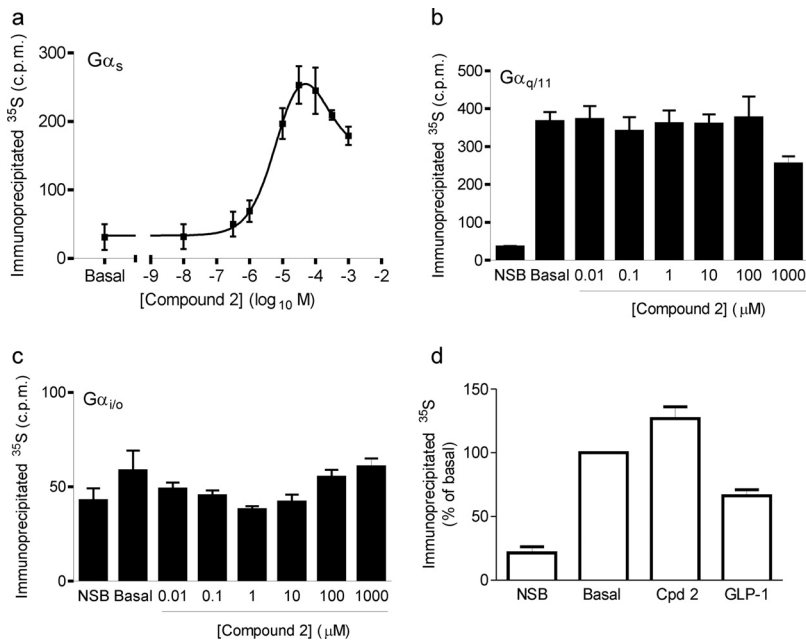 a
Gαs
Immunoprecipitated 35S (c.p.m.)
300
200
100
0
Basal -9 -8 -7 -6 -5 -4 -3 -2
[Compound 2] (log10 M)
b
Gαq/11
Immunoprecipitated 35S (c.p.m.)
500
400
300
400
100
0
NSB Basal 0.01 0.1 1 10 100 1000
[Compound 2] (μM)
c
Gαi/o
Immunoprecipitated 35S (c.p.m.)
100
50
0
NSB Basal 0.01 0.1 1 10 100 1000
[Compound 2] (μM)
d
Immunoprecipitated 35S
(% of basal)
150
100
50
0
NSB Basal Cpd 2 GLP-1